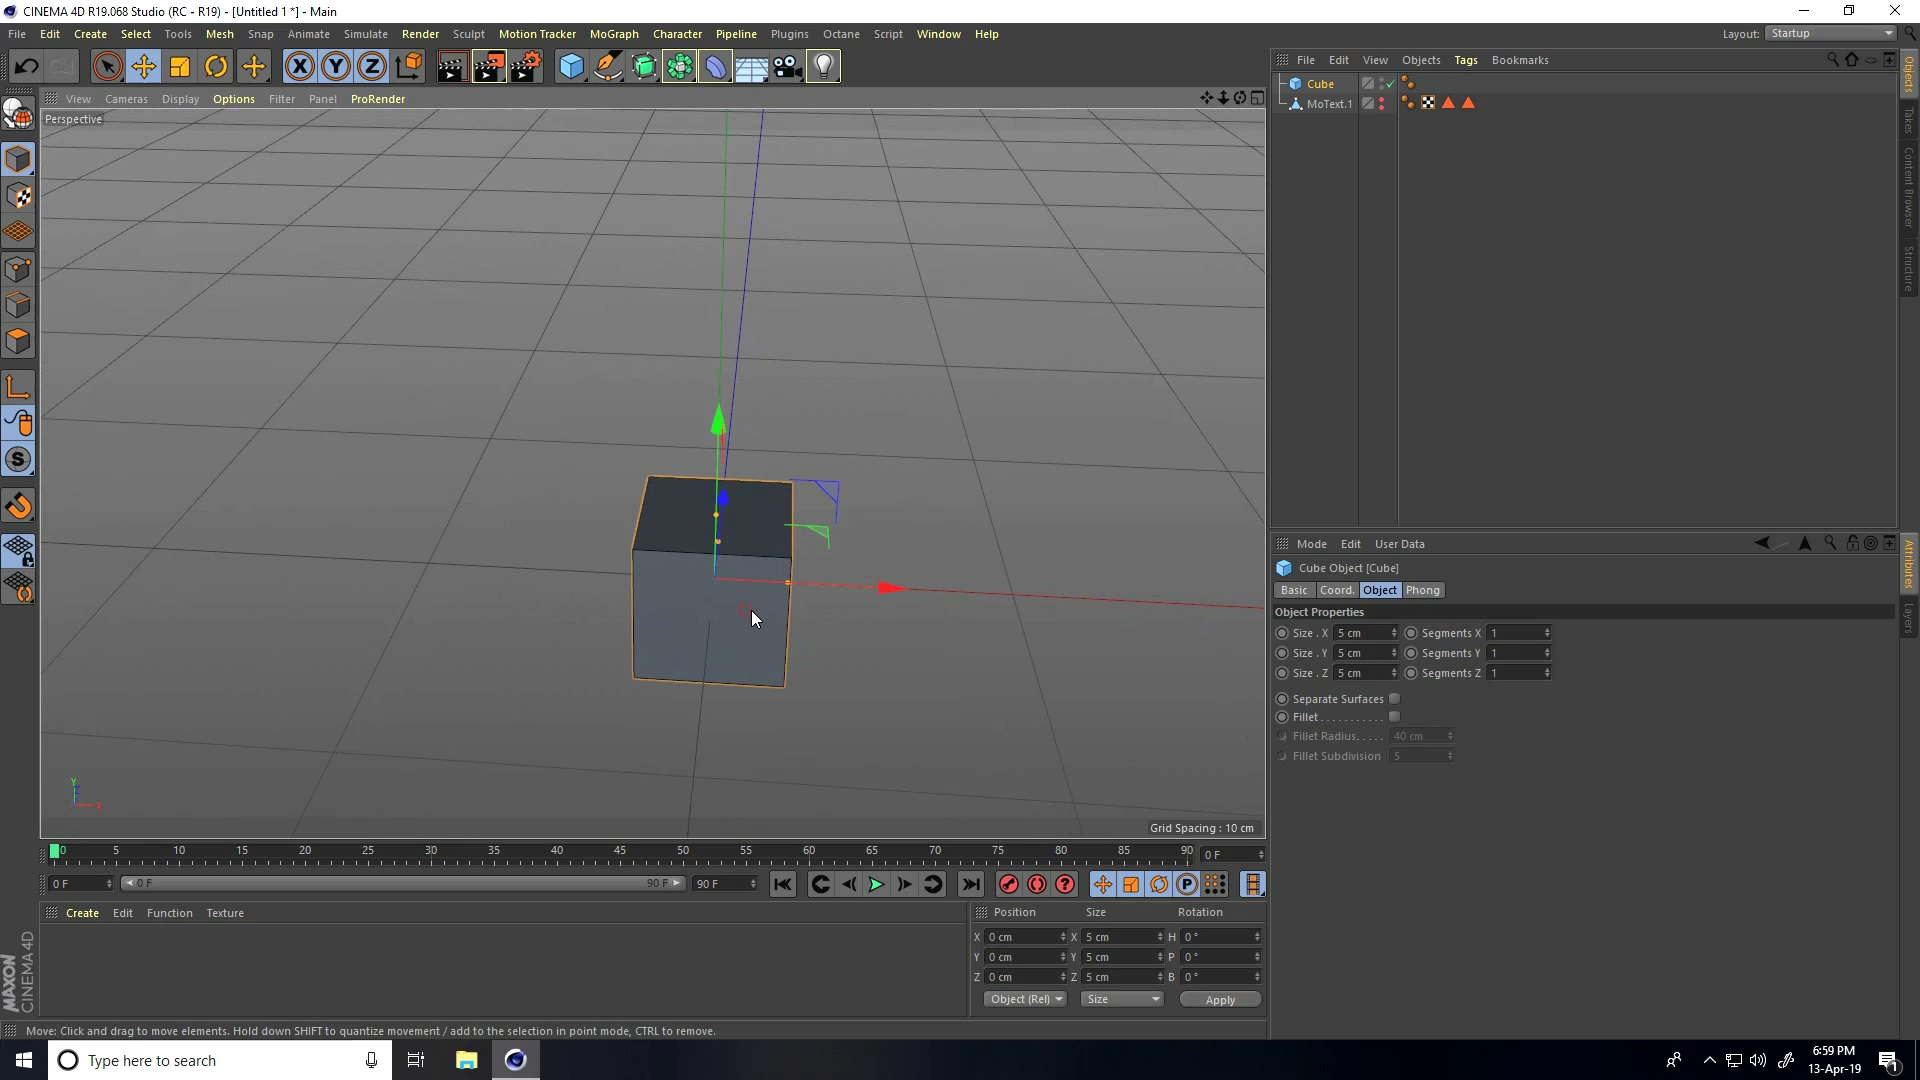 CINEMA 4D R19.068 Studio (RC - R19) - [Untitled 1 *] - Main
File Edit Create Select Tools Mesh Snap Animate Simulate Render Sculpt Motion Tracker MoGraph Character Pipeline Plugins Octane Script Window Help
Layout: Startup
View Cameras Display Options Filter Panel ProRender
Perspective
Grid Spacing : 10 cm
File Edit View Objects Tags Bookmarks
Cube
MoText.1
Objects
Takes
Content Browser
Structure
Mode Edit User Data
Cube Object [Cube]
Basic Coord. Object Phong
Object Properties
Size . X 5 cm Segments X 1
Size . Y 5 cm Segments Y 1
Size . Z 5 cm Segments Z 1
Separate Surfaces
Fillet . . . . . . . . . . .
Fillet Radius. . . . . 40 cm
Fillet Subdivision 5
Attributes
Layers
0 5 10 15 20 25 30 35 40 45 50 55 60 65 70 75 80 85 90 0 F
0 F 0 F 90 F 90 F
Create Edit Function Texture
Position Size Rotation
X 0 cm X 5 cm H 0 °
Y 0 cm Y 5 cm P 0 °
Z 0 cm Z 5 cm B 0 °
Object (Rel) Size Apply
MAXON
CINEMA 4D
Move: Click and drag to move elements. Hold down SHIFT to quantize movement / add to the selection in point mode, CTRL to remove.
Type here to search
6:59 PM
13-Apr-19
1